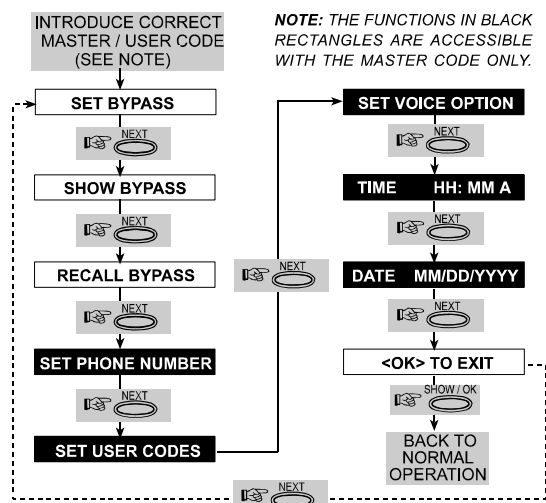 INTRODUCE CORRECT
MASTER / USER CODE
(SEE NOTE)
NOTE: THE FUNCTIONS IN BLACK
RECTANGLES ARE ACCESSIBLE
WITH THE MASTER CODE ONLY.
SET BYPASS
NEXT
SHOW BYPASS
NEXT
RECALL BYPASS
NEXT
SET PHONE NUMBER
NEXT
SET USER CODES
NEXT
SET VOICE OPTION
NEXT
TIME HH: MM A
NEXT
DATE MM/DD/YYYY
NEXT
<OK> TO EXIT
SHOW / OK
BACK TO
NORMAL
OPERATION
NEXT